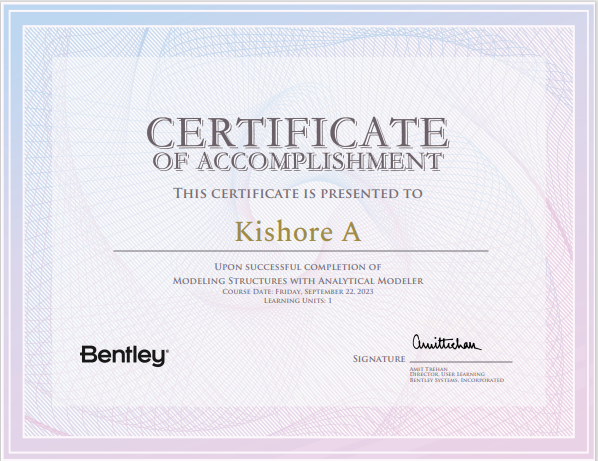 CERTIFICATE
OF ACCOMPLISHMENT
THIS CERTIFICATE IS PRESENTED TO
Kishore A
UPON SUCCESSFUL COMPLETION OF
MODELING STRUCTURES WITH ANALYTICAL MODELER
COURSE DATE: FRIDAY, SEPTEMBER 22, 2023
LEARNING UNITS: 1
Bentley®
SIGNATURE
AmitTrehan
AMIT TREHAN
DIRECTOR, USER LEARNING
BENTLEY SYSTEMS, INCORPORATED